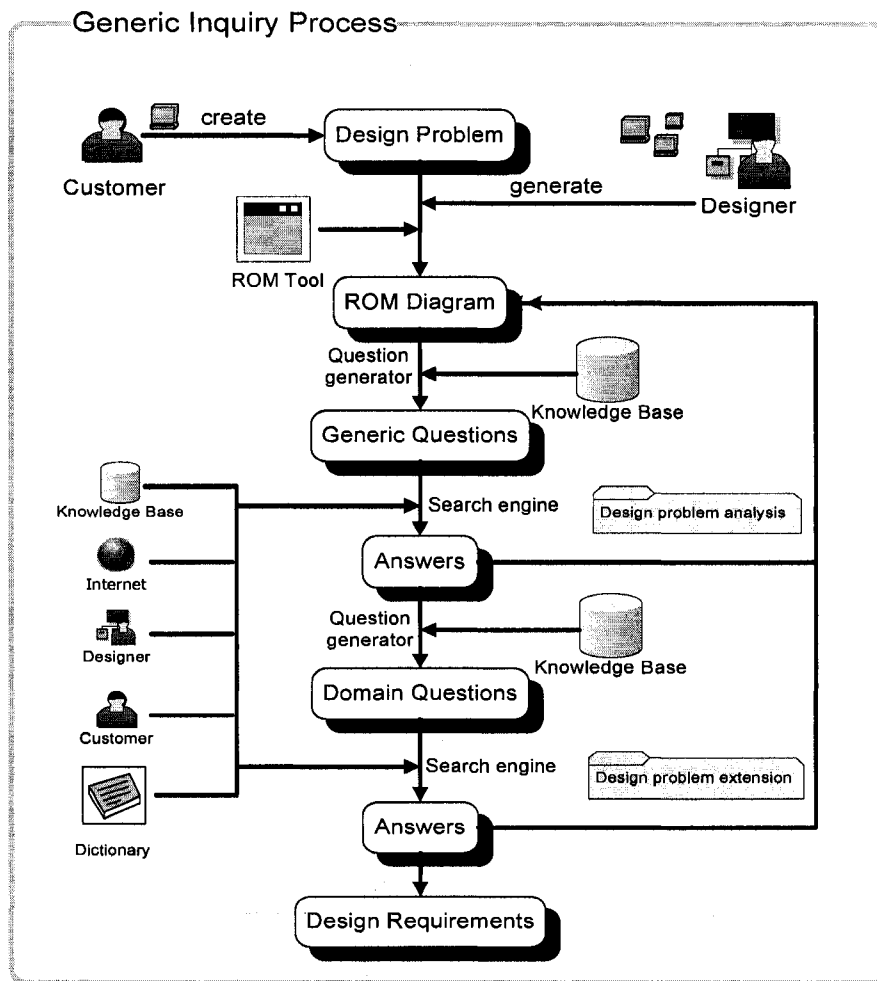 Generic Inquiry Process
create
Design Problem
Customer
generate
Designer
ROM Tool
ROM Diagram
Question
generator
Knowledge Base
Generic Questions
Knowledge Base
Search engine
Design problem analysis
Internet
Answers
Question
generator
Designer
Knowledge Base
Domain Questions
Customer
Search engine
Design problem extension
Answers
Dictionary
Design Requirements